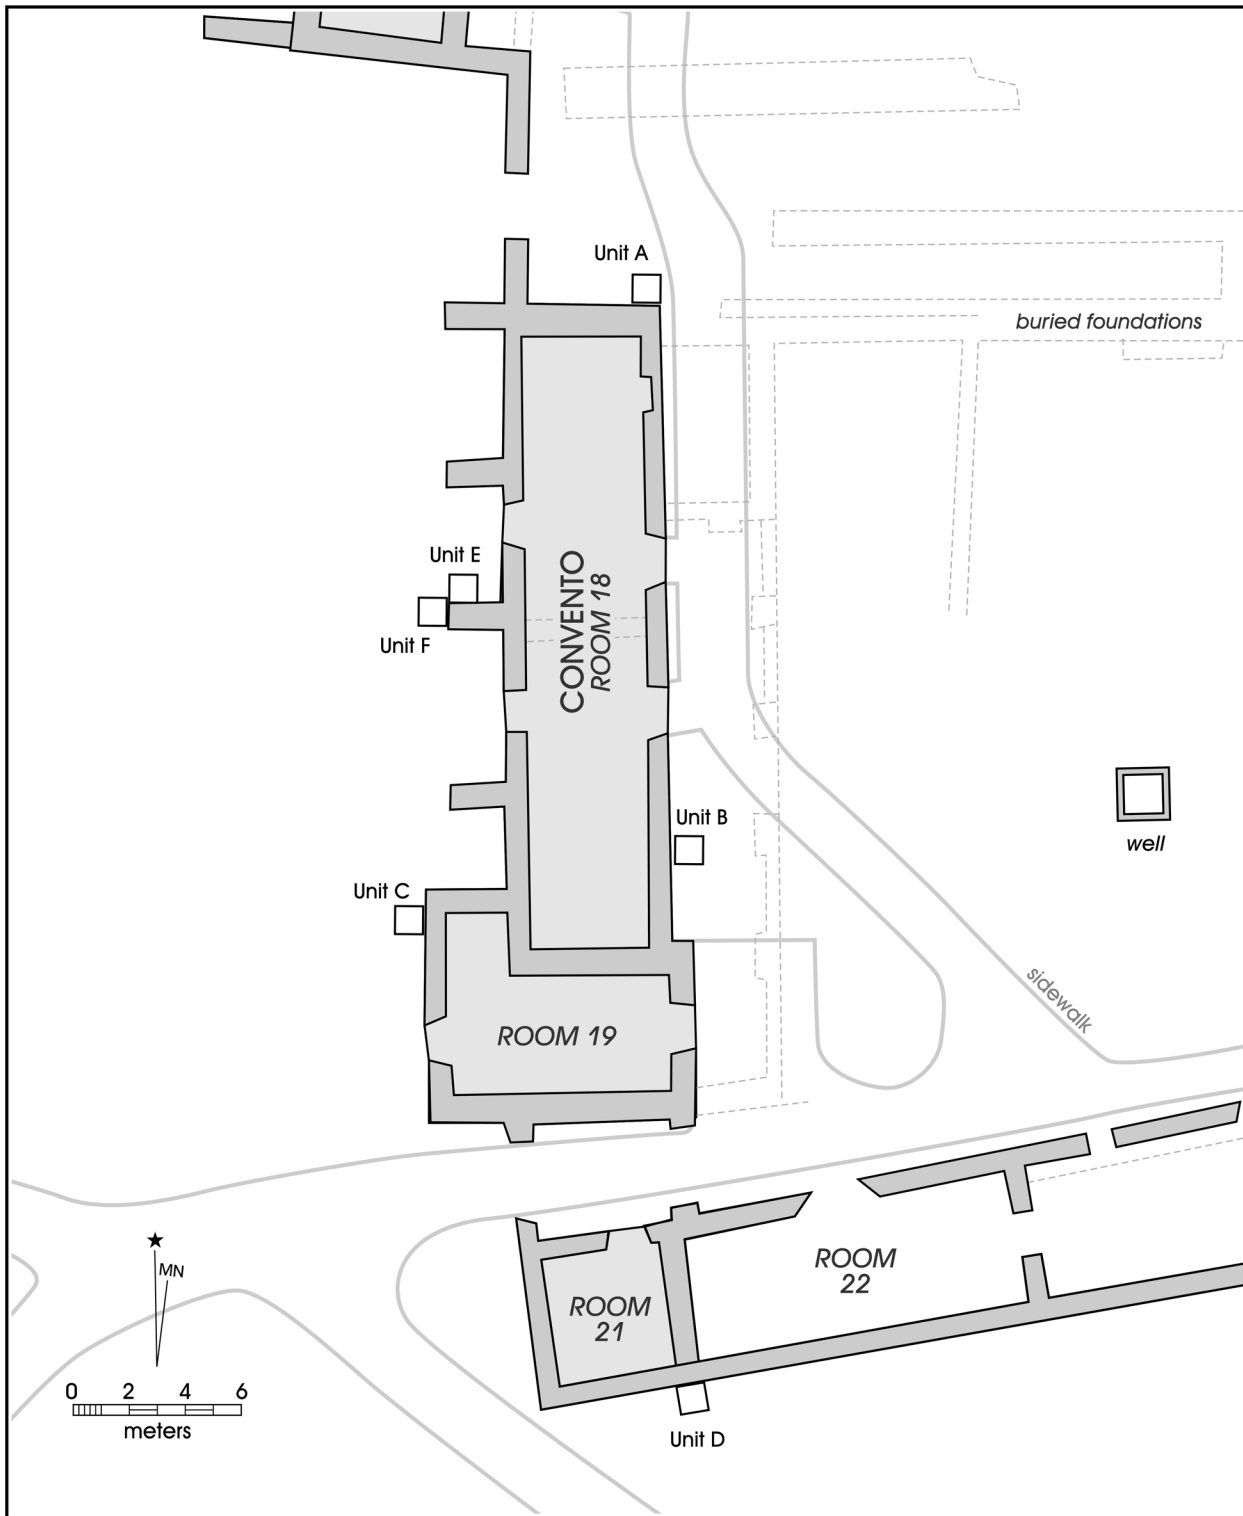 Unit A
buried foundations
Unit E
CONVENTO
ROOM 18
Unit F
Unit B
well
Unit C
sidewalk
ROOM 19
MN
ROOM
22
ROOM
21
0 2 4 6
meters
Unit D